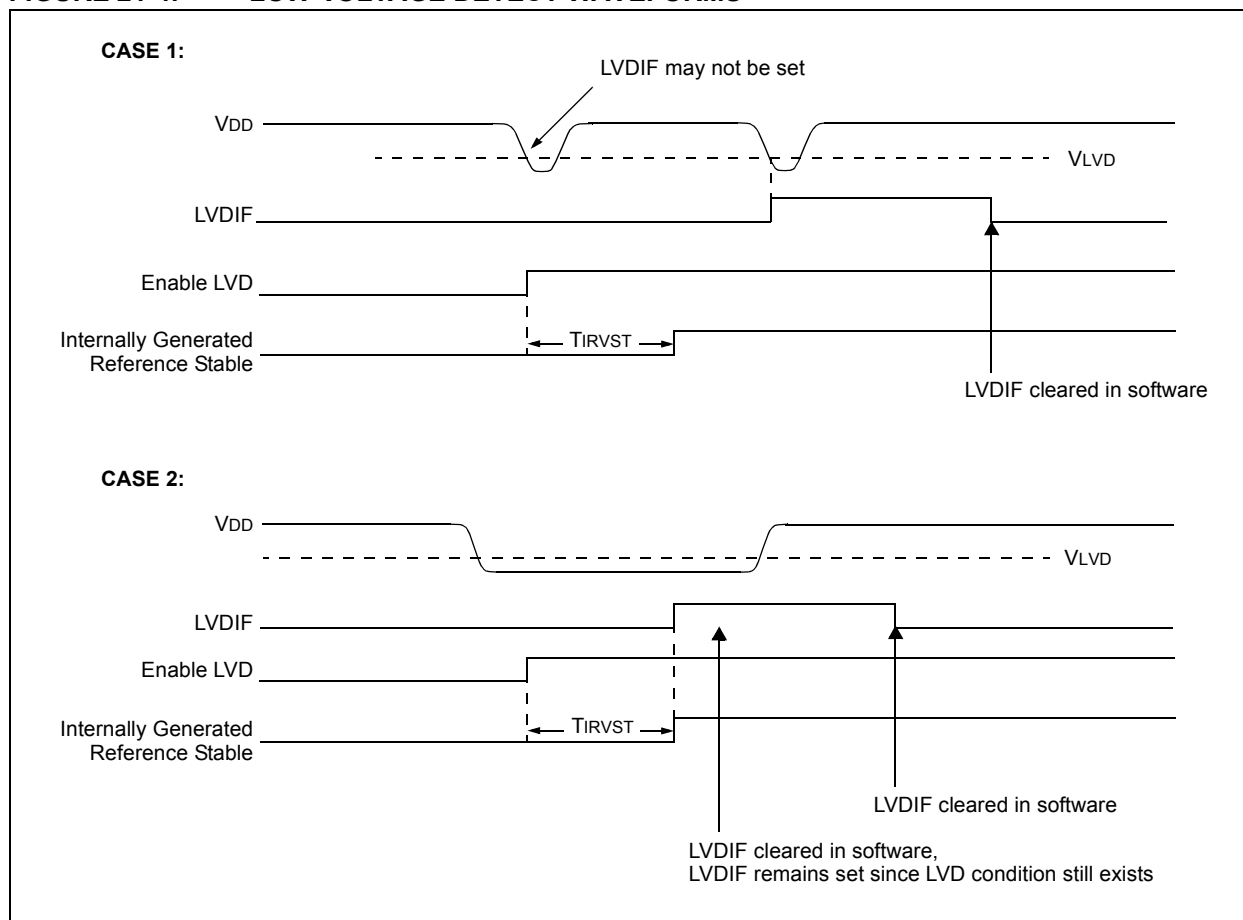 CASE 1:
LVDIF may not be set
VDD
VLVD
LVDIF
Enable LVD
Internally Generated
Reference Stable
TIRVST
LVDIF cleared in software
CASE 2:
VDD
VLVD
LVDIF
Enable LVD
Internally Generated
Reference Stable
TIRVST
LVDIF cleared in software
LVDIF cleared in software,
LVDIF remains set since LVD condition still exists